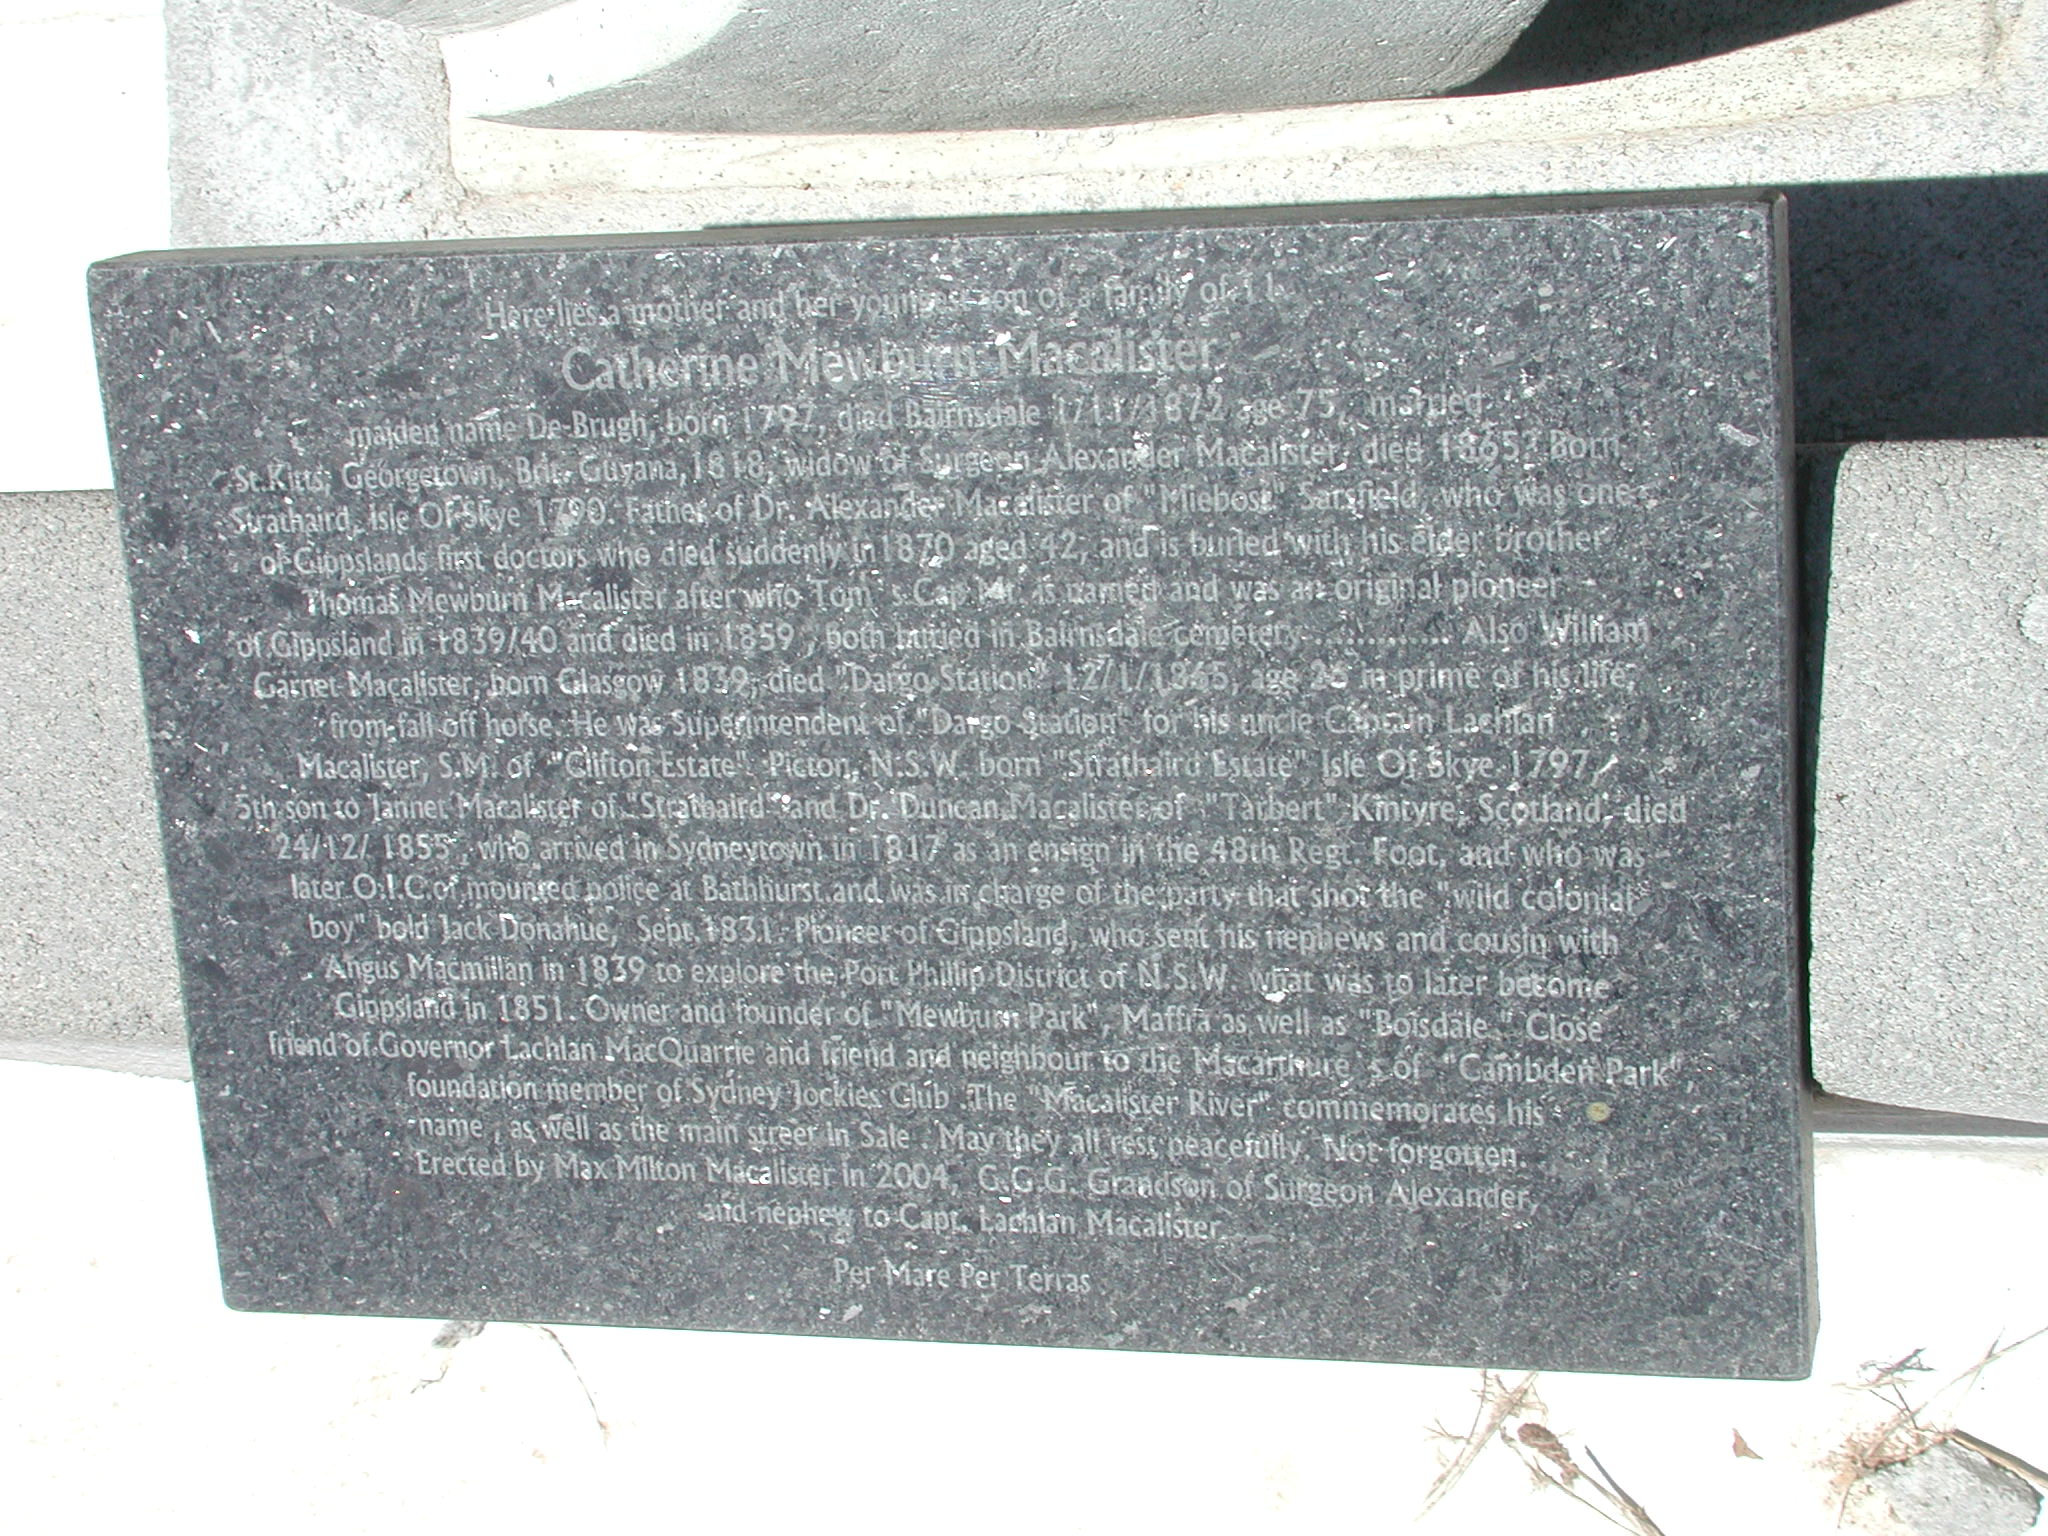 Here lies a mother and her youngest son of a family of 11.
Catherine Mewburn Macalister
maiden name De-Brugh, born 1797, died Bairnsdale 1/11/1872 age 75, married
St.Kitts, Georgetown, Brit. Guyana, 1818, widow of Surgeon Alexander Macalister, died 1865? Born
Strathaird, Isle Of Skye 1790. Father of Dr. Alexander Macalister of "Miebost" Sarsfield, who was one
of Gippslands first doctors who died suddenly in 1870 aged 42, and is buried with his elder brother
Thomas Mewburn Macalister after who Tom 's Cap Mt. is named and was an original pioneer
of Gippsland in 1839/40 and died in 1859 , both buried in Bairnsdale cemetery.............. Also William
Garnet Macalister, born Glasgow 1839, died "Dargo Station" 12/1/1865, age 26 in prime of his life,
from fall off horse. He was Superintendent of "Dargo Station" for his uncle Captain Lachlan
Macalister, S.M. of "Clifton Estate" Picton, N.S.W. born "Strathaird Estate" Isle Of Skye 1797,
5th son to Jannet Macalister of "Strathaird" and Dr. Duncan Macalister of "Tarbert" Kintyre, Scotland, died
24/12/ 1855 , who arrived in Sydneytown in 1817 as an ensign in the 48th Regt. Foot, and who was
later O.I.C.of mounted police at Bathhurst and was in charge of the party that shot the "wild colonial
boy" bold Jack Donahue, Sept.1831. Pioneer of Gippsland, who sent his nephews and cousin with
Angus Macmillan in 1839 to explore the Port Phillip District of N.S.W. what was to later become
Gippsland in 1851. Owner and founder of "Mewburn Park", Maffra as well as "Boisdale ." Close
friend of Governor Lachlan MacQuarrie and friend and neighbour to the Macarthure 's of "Cambden Park",
foundation member of Sydney Jockies Club .The "Macalister River" commemorates his
name , as well as the main street in Sale . May they all rest peacefully. Not forgotten.
Erected by Max Milton Macalister in 2004, G.G.G. Grandson of Surgeon Alexander,
and nephew to Capt. Lachlan Macalister.
Per Mare Per Terras